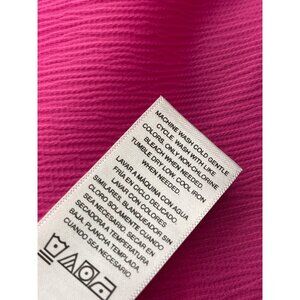 MACHINE WASH COLD GENTLE
CYCLE. WASH WITH LIKE
COLORS. ONLY NON-CHLORINE
BLEACH WHEN NEEDED.
TUMBLE DRY LOW. COOL IRON
WHEN NEEDED.
LAVAR A MÁQUINA CON AGUA
FRIA EN CICLO DELICADO.
LAVAR CON COLORES
SIMILARES. BLANQUEADOR SIN
CLORO SOLAMENTE CUANDO
SEA NECESARIO. SECAR EN
SECADORA A TEMPERATURA
BAJA. PLANCHA TEMPLADA
CUANDO SEA NECESARIO.